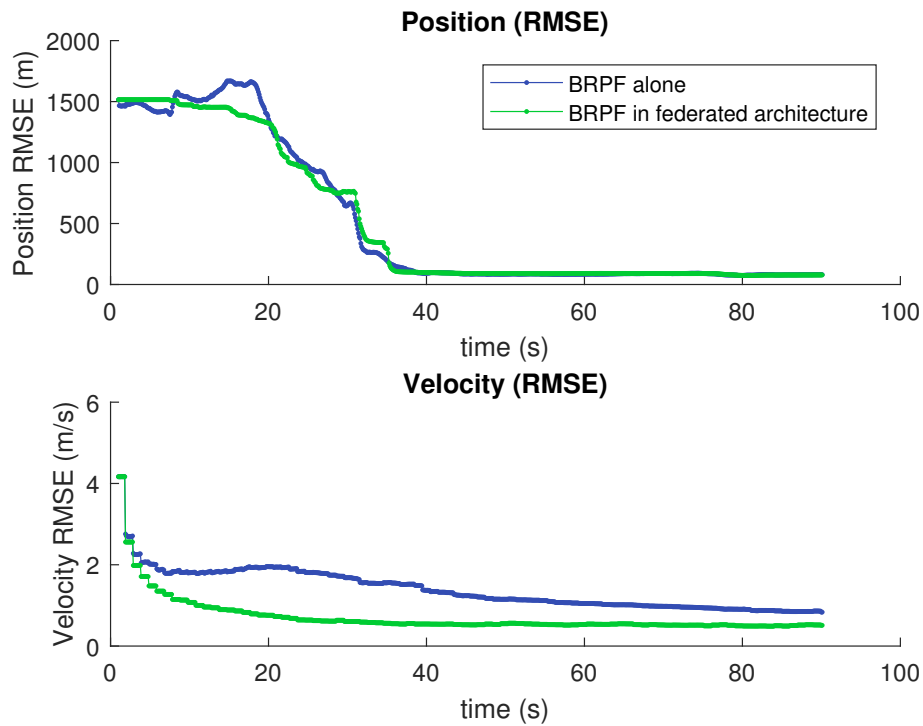 Position (RMSE)
2000
1500
1000
500
0
Position RMSE (m)
BRPF alone
BRPF in federated architecture
0 20 40 60 80 100
time (s)
Velocity (RMSE)
6
4
2
0
Velocity RMSE (m/s)
0 20 40 60 80 100
time (s)